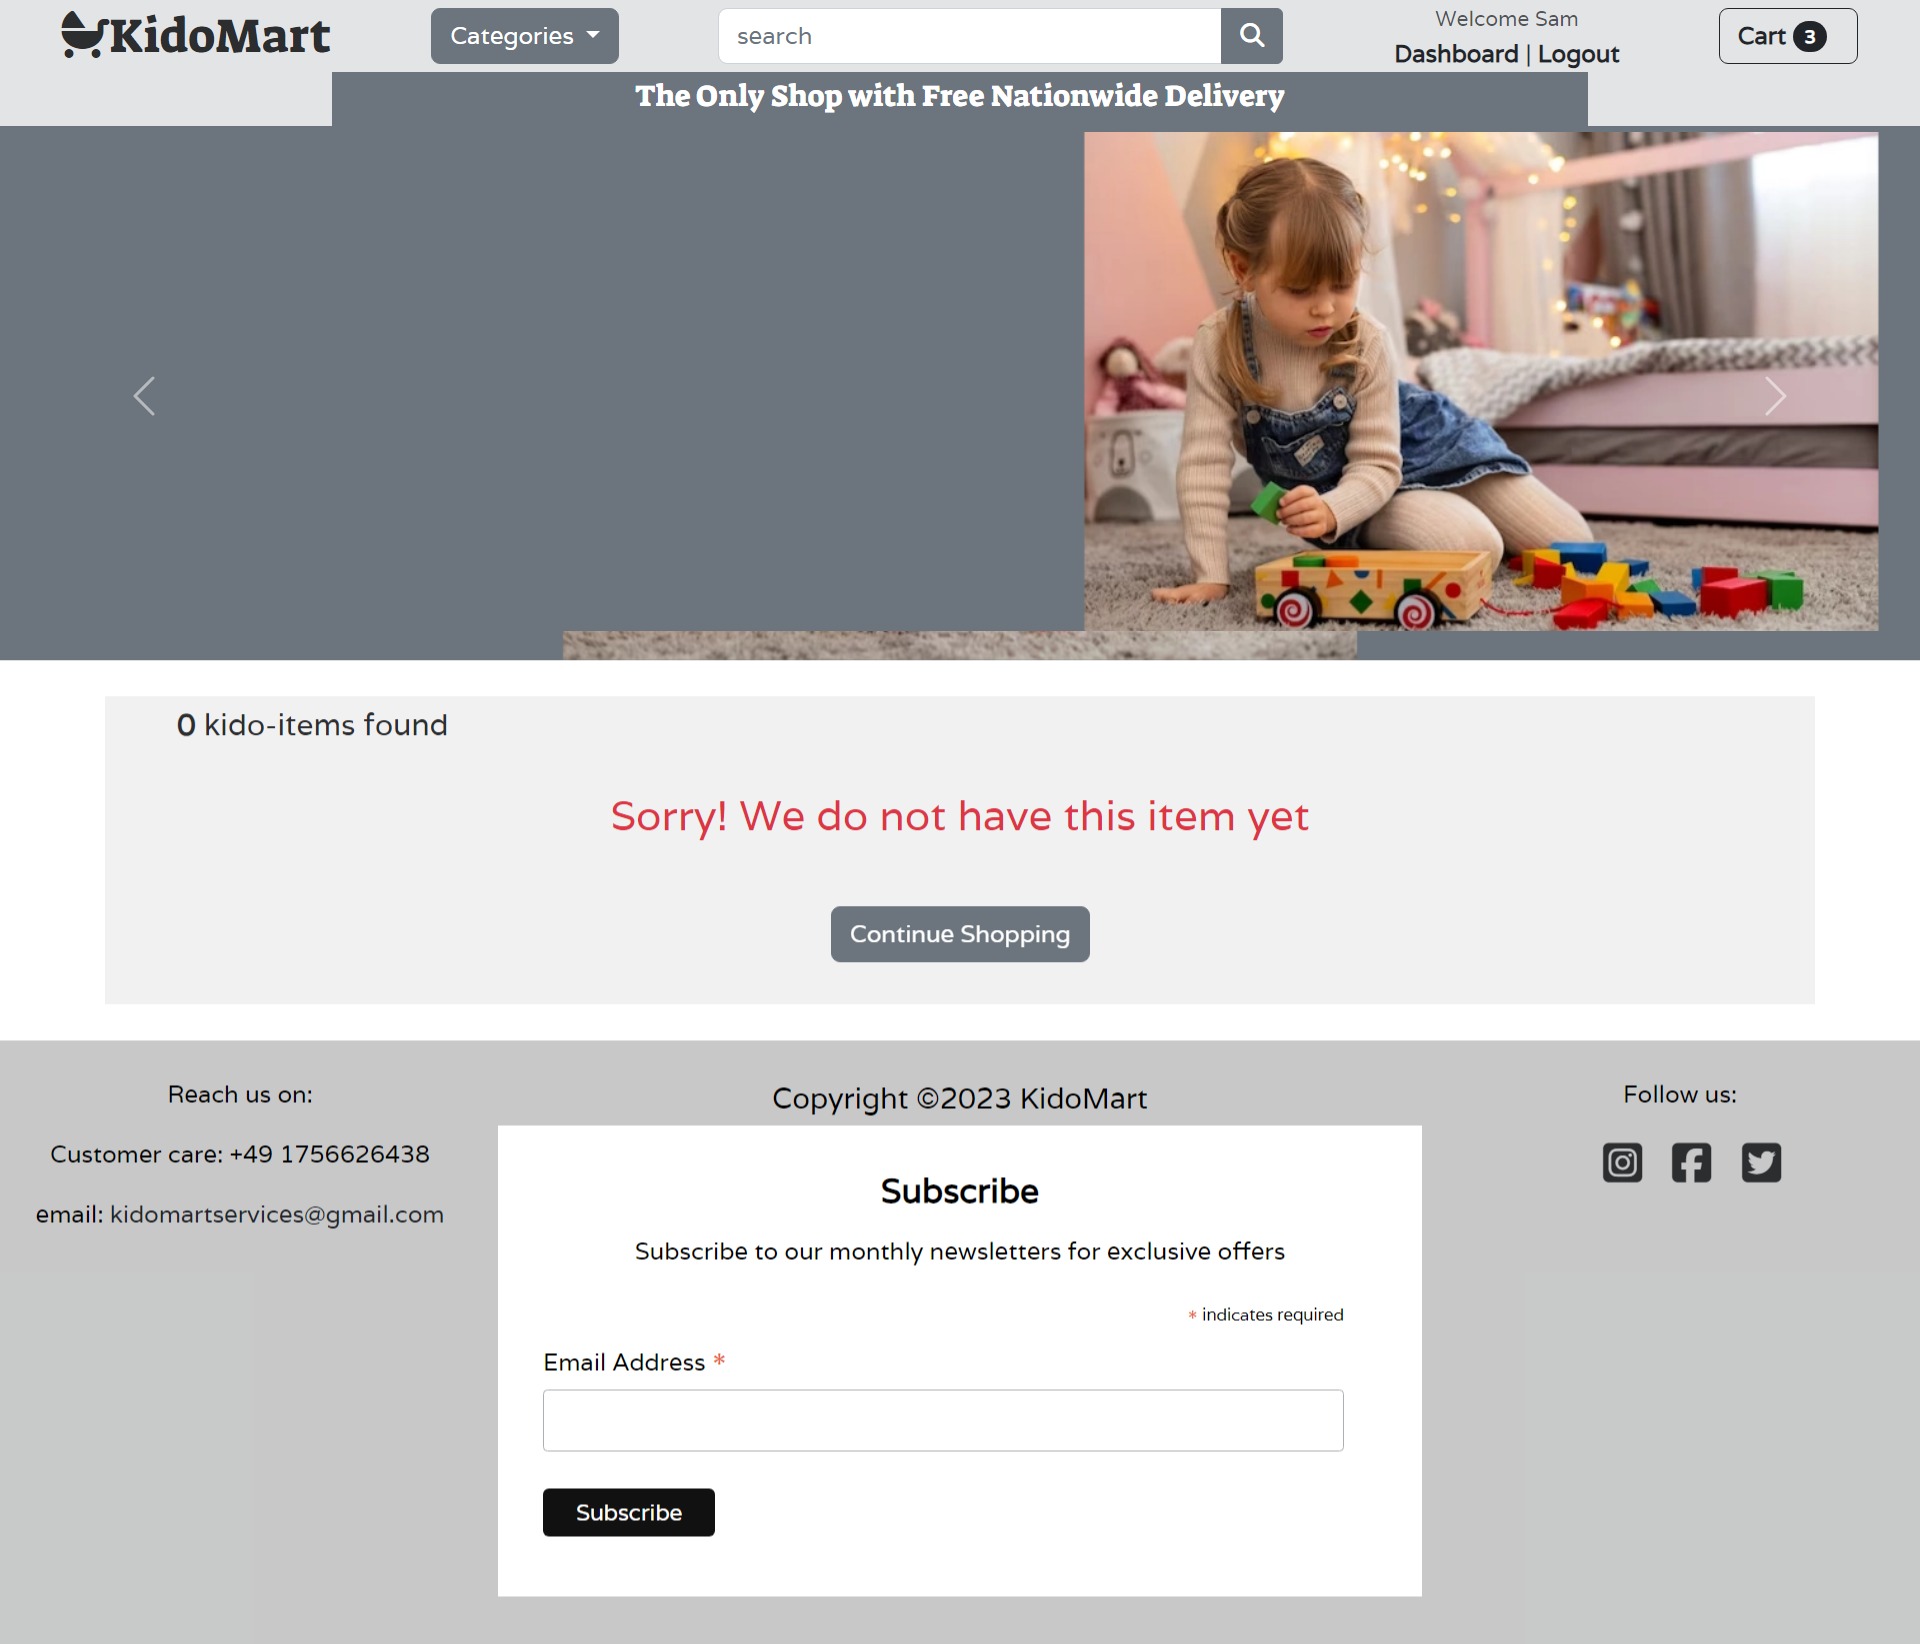 KidoMart
Categories
search
Welcome Sam
Dashboard | Logout
Cart 3
The Only Shop with Free Nationwide Delivery
0 kido-items found
Sorry! We do not have this item yet
Continue Shopping
Reach us on:
Customer care: +49 1756626438
email: kidomartservices@gmail.com
Copyright ©2023 KidoMart
Subscribe
Subscribe to our monthly newsletters for exclusive offers
* indicates required
Email Address *
Subscribe
Follow us: